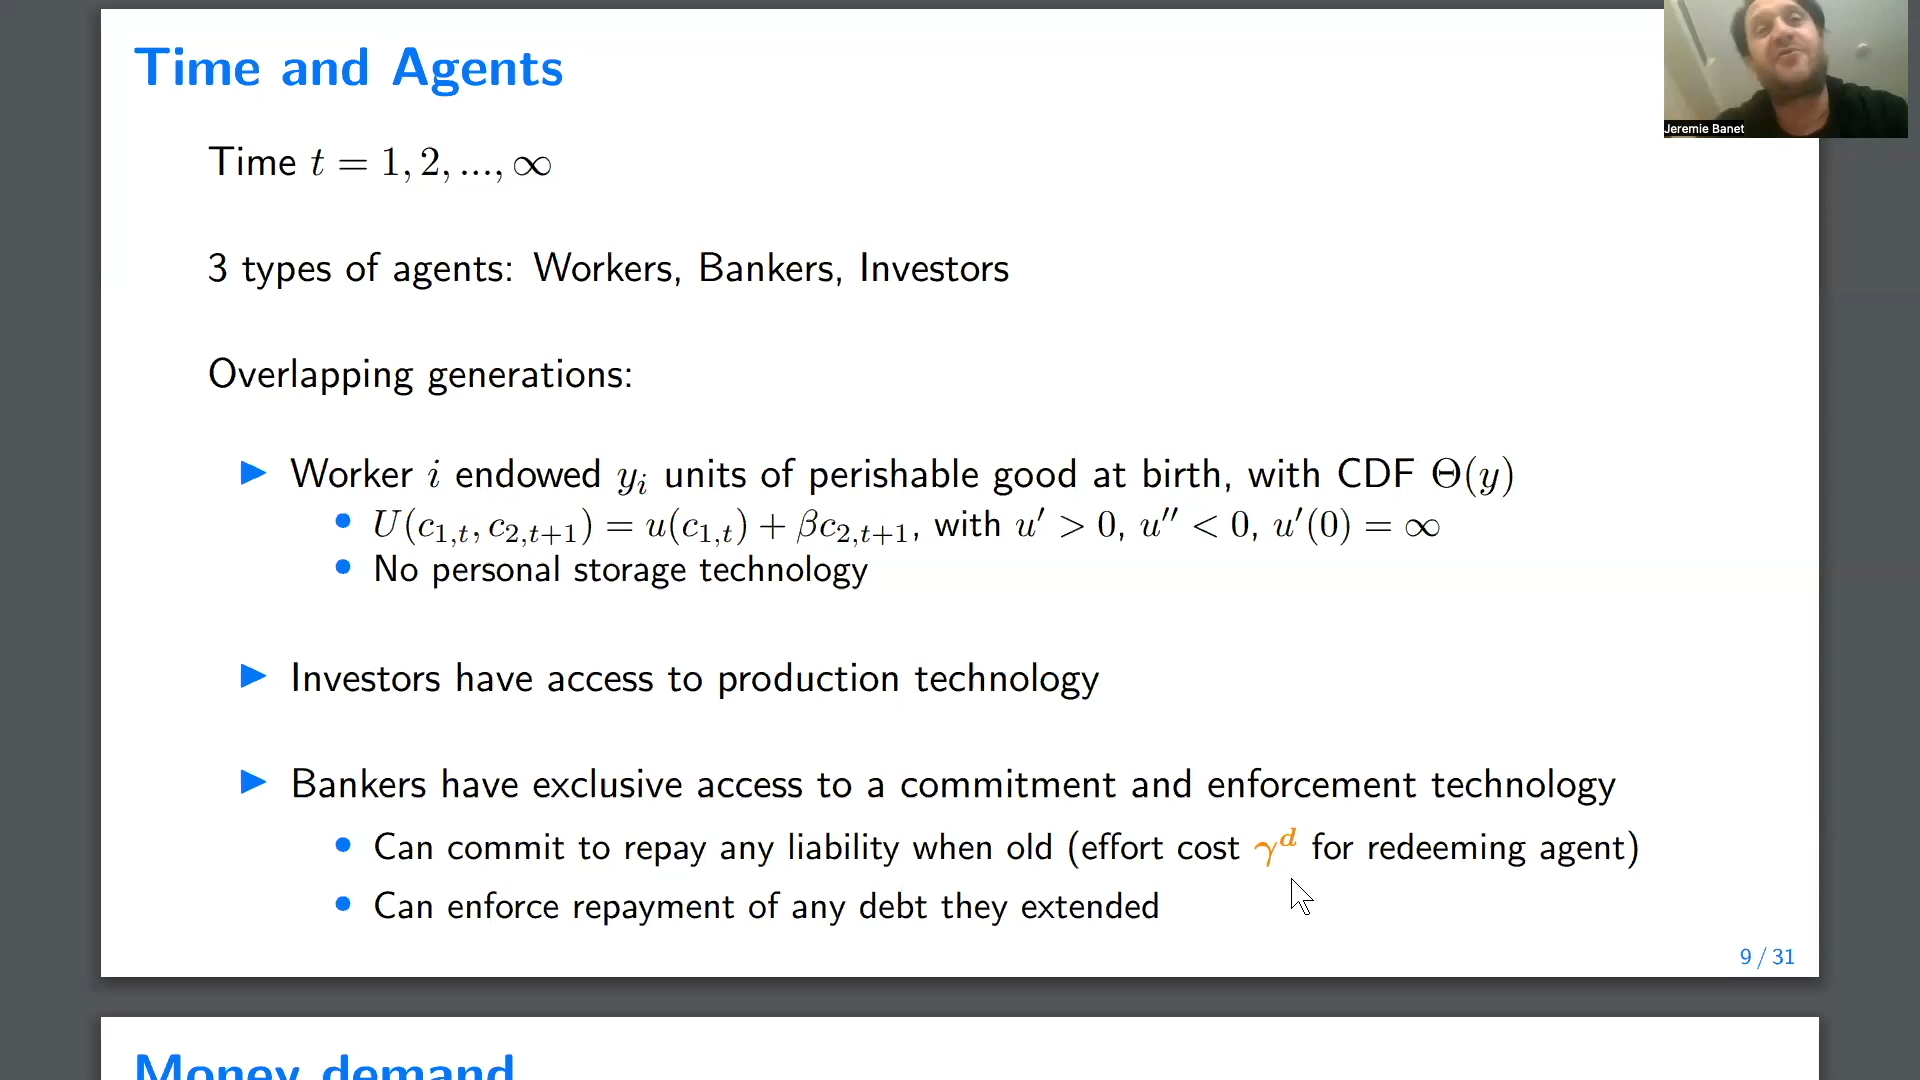 Time and Agents
Jeremie Banet
Time t = 1, 2, ..., ∞
3 types of agents: Workers, Bankers, Investors
Overlapping generations:
▶ Worker i endowed y_i units of perishable good at birth, with CDF Θ(y)
• U(c_{1,t}, c_{2,t+1}) = u(c_{1,t}) + βc_{2,t+1}, with u′ > 0, u″ < 0, u′(0) = ∞
• No personal storage technology
▶ Investors have access to production technology
▶ Bankers have exclusive access to a commitment and enforcement technology
• Can commit to repay any liability when old (effort cost γ^d for redeeming agent)
• Can enforce repayment of any debt they extended
9 / 31
Money demand